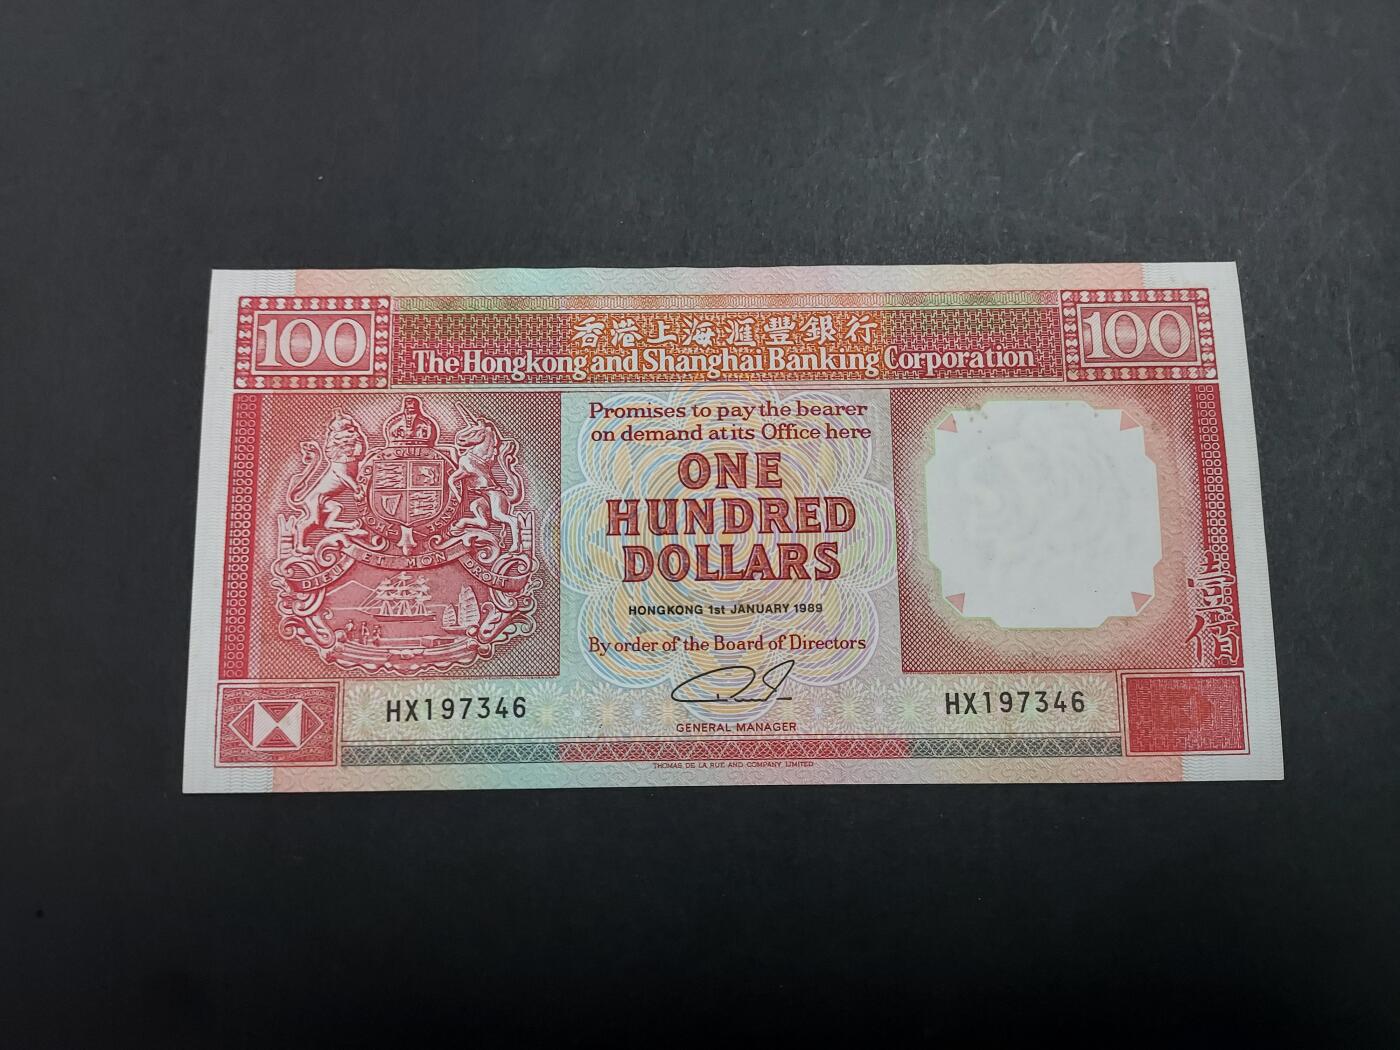 100
香港上海滙豐銀行
100
The Hongkong and Shanghai Banking Corporation
Promises to pay the bearer
on demand at its Office here
ONE
HUNDRED
DOLLARS
HONGKONG 1st JANUARY 1989
By order of the Board of Directors
GENERAL MANAGER
DIEU ET MON DROIT
HX197346
HX197346
THOMAS DE LA RUE AND COMPANY LIMITED